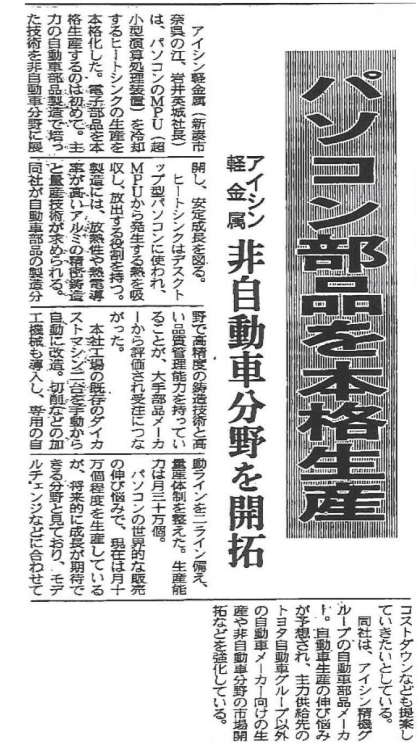 パソコン部品を本格生産
アイシン
軽金属
非自動車分野を開拓
アイシン軽金属（新湊市
奈呉の江、岩井英城社長）
は、パソコンのＭＰＵ（超
小型演算処理装置）を冷却
するヒートシンクの生産を
本格化した。電子部品を本
格生産するのは初めて。主
力の自動車部品製造で培っ
た技術を非自動車分野に展
開し、安定成長を図る。
ヒートシンクはデスクト
ップ型パソコンに使われ、
ＭＰＵから発生する熱を吸
収し、放出する役割を持つ。
製造には、放熱性や熱電導
率が高いアルミの精密鋳造
と量産技術が求められる。
同社が自動車部品の製造分
野で高精度の鋳造技術と高
い品質管理能力を持ってい
ることが、大手部品メーカ
ーから評価され受注につな
がった。
本社工場の既存のダイカ
ストマシン二台を手動から
自動に改造。切削などの加
工機械も導入し、専用の自
動ラインを二ライン備え、
量産体制を整えた。生産能
力は月三十万個。
パソコンの世界的な販売
の伸び悩みで、現在は月十
万個程度を生産している
が、将来的に成長が期待で
きる分野と見ており、モデ
ルチェンジなどに合わせて
コストダウンなども提案し
ていきたいとしている。
同社は、アイシン精機グ
ループの自動車部品メーカ
ー。自動車生産の伸び悩み
が予想され、主力供給先の
トヨタ自動車グループ以外
の自動車メーカー向けの生
産や非自動車分野の市場開
拓などを強化している。